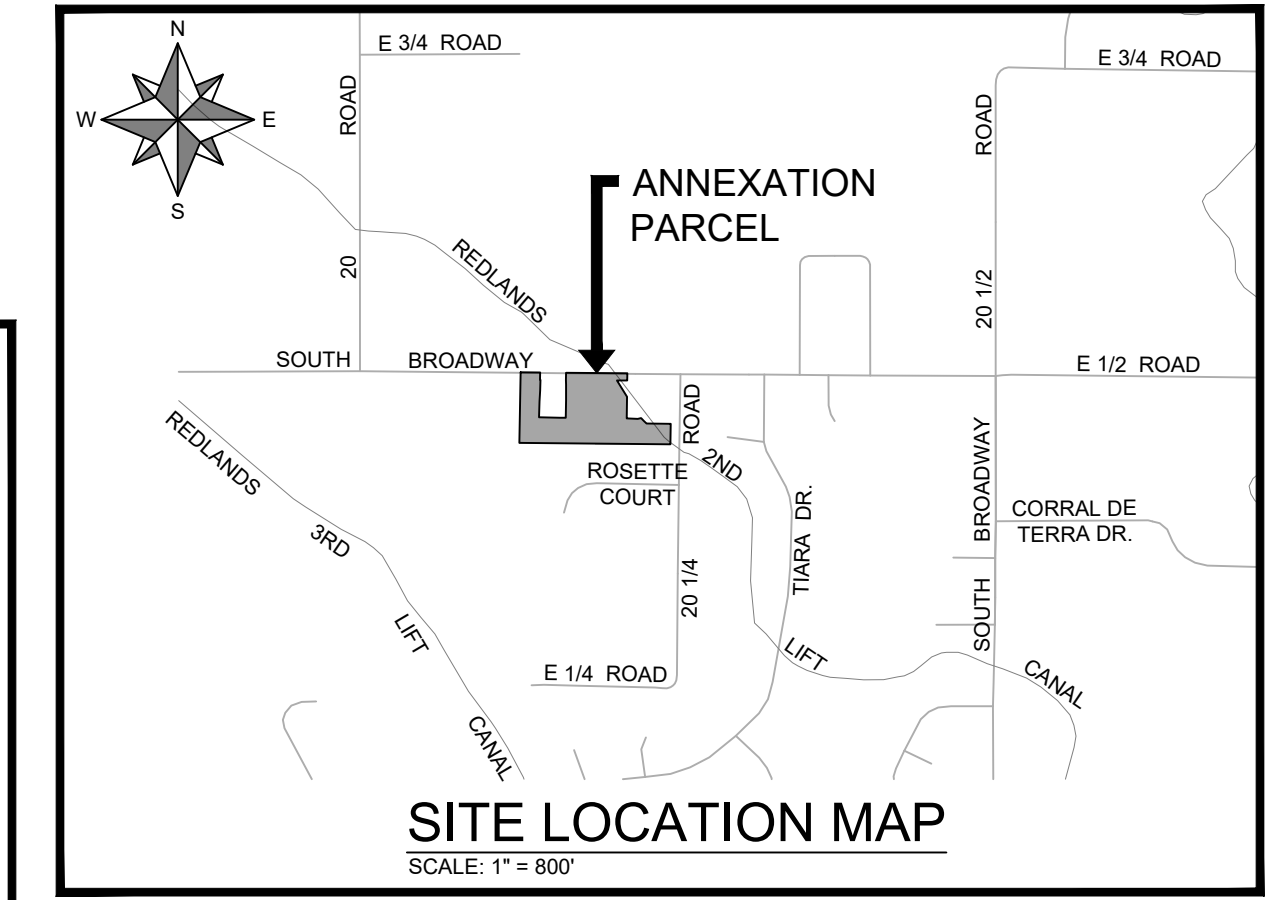 N
W
E
S
E 3/4 ROAD
E 3/4 ROAD
ROAD
20
ROAD
20 1/2
ANNEXATION
PARCEL
REDLANDS
SOUTH BROADWAY
E 1/2 ROAD
REDLANDS
3RD
LIFT
CANAL
ROAD
20 1/4
ROSETTE
COURT
2ND
LIFT
CANAL
TIARA DR.
SOUTH BROADWAY
CORRAL DE
TERRA DR.
E 1/4 ROAD
SITE LOCATION MAP
SCALE: 1" = 800'